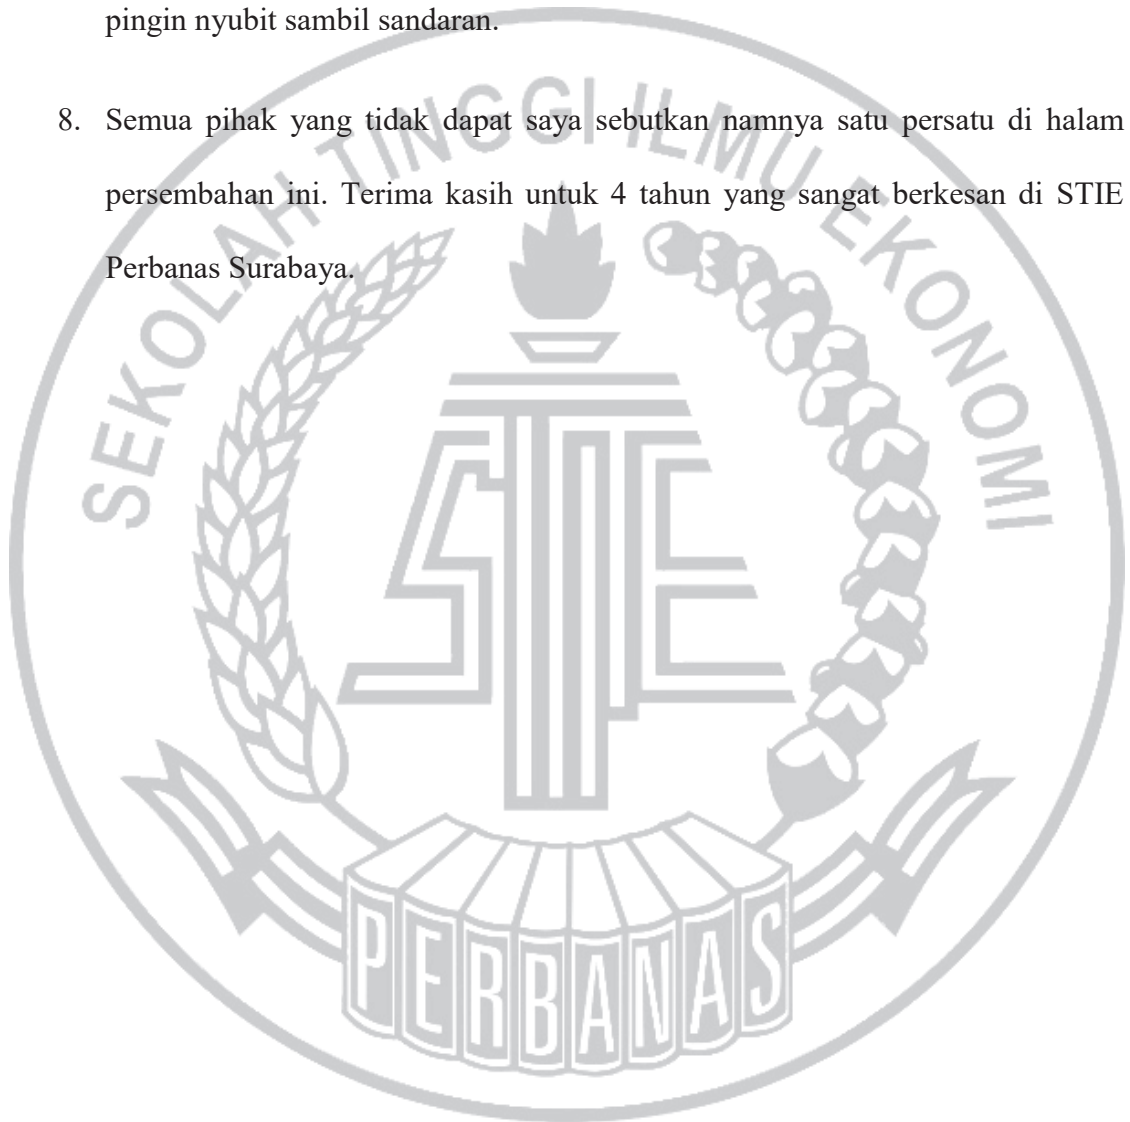 pingin nyubit sambil sandaran.
8. Semua pihak yang tidak dapat saya sebutkan namnya satu persatu di halam
persembahan ini. Terima kasih untuk 4 tahun yang sangat berkesan di STIE
Perbanas Surabaya.
SEKOLAH TINGGI ILMU EKONOMI
STIE
PERBANAS